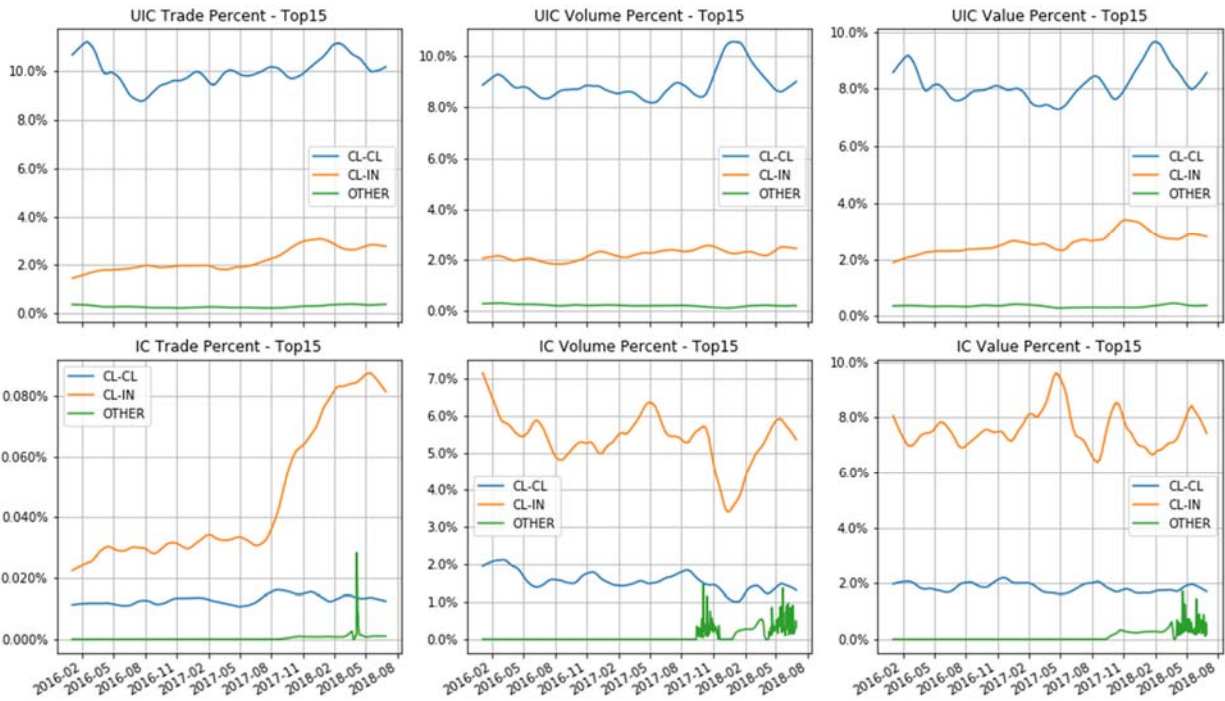 UIC Trade Percent - Top15
10.0%
8.0%
6.0%
4.0%
2.0%
0.0%
CL-CL
CL-IN
OTHER
UIC Volume Percent - Top15
10.0%
8.0%
6.0%
4.0%
2.0%
0.0%
CL-CL
CL-IN
OTHER
UIC Value Percent - Top15
10.0%
8.0%
6.0%
4.0%
2.0%
0.0%
CL-CL
CL-IN
OTHER
IC Trade Percent - Top15
0.080%
0.060%
0.040%
0.020%
0.000%
CL-CL
CL-IN
OTHER
2016-02
2016-05
2016-08
2016-11
2017-02
2017-05
2017-08
2017-11
2018-02
2018-05
2018-08
IC Volume Percent - Top15
7.0%
6.0%
5.0%
4.0%
3.0%
2.0%
1.0%
0.0%
CL-CL
CL-IN
OTHER
2016-02
2016-05
2016-08
2016-11
2017-02
2017-05
2017-08
2017-11
2018-02
2018-05
2018-08
IC Value Percent - Top15
10.0%
8.0%
6.0%
4.0%
2.0%
0.0%
CL-CL
CL-IN
OTHER
2016-02
2016-05
2016-08
2016-11
2017-02
2017-05
2017-08
2017-11
2018-02
2018-05
2018-08